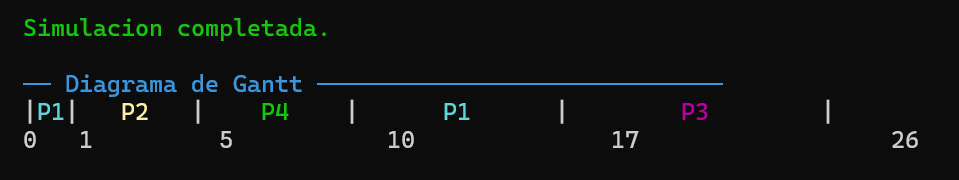 Simulacion completada.
── Diagrama de Gantt ─────────────────────────────
|P1|   P2   |    P4    |      P1      |        P3        |
0   1         5           10              17                  26